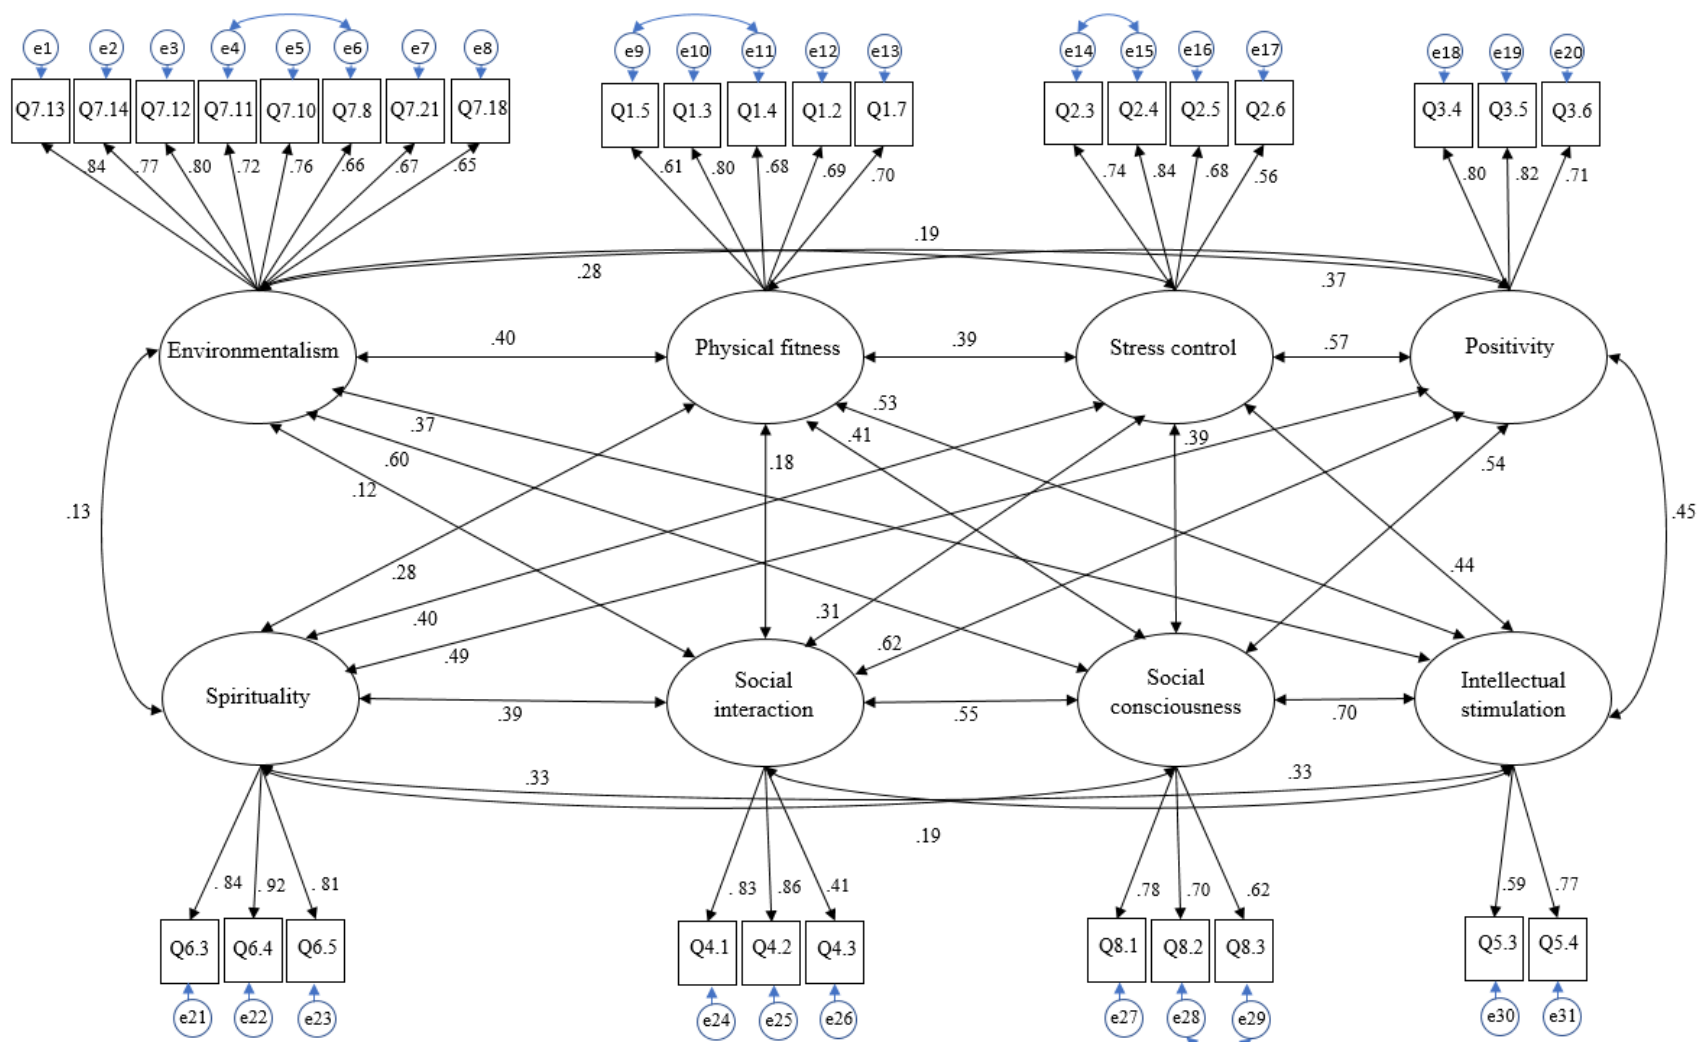 e1 e2 e3 e4 e5 e6 e7 e8 e9 e10 e11 e12 e13 e14 e15 e16 e17 e18 e19 e20
Q7.13 Q7.14 Q7.12 Q7.11 Q7.10 Q7.8 Q7.21 Q7.18 Q1.5 Q1.3 Q1.4 Q1.2 Q1.7 Q2.3 Q2.4 Q2.5 Q2.6 Q3.4 Q3.5 Q3.6
.84 .77 .80 .72 .76 .66 .67 .65 .61 .80 .68 .69 .70 .74 .84 .68 .56 .80 .82 .71
.19
.28 .37
Environmentalism .40 Physical fitness .39 Stress control .57 Positivity
.53
.37 .41 .39
.60 .18 .54
.12
.13 .45
.28 .44
.40 .31
.49 .62
Spirituality
.39
Social
interaction
.55
Social
consciousness
.70
Intellectual
stimulation
.33 .33
.19
. 84 . 92 . 81 . 83 .86 .41 .78 .70 .62 .59 .77
Q6.3 Q6.4 Q6.5 Q4.1 Q4.2 Q4.3 Q8.1 Q8.2 Q8.3 Q5.3 Q5.4
e21 e22 e23 e24 e25 e26 e27 e28 e29 e30 e31